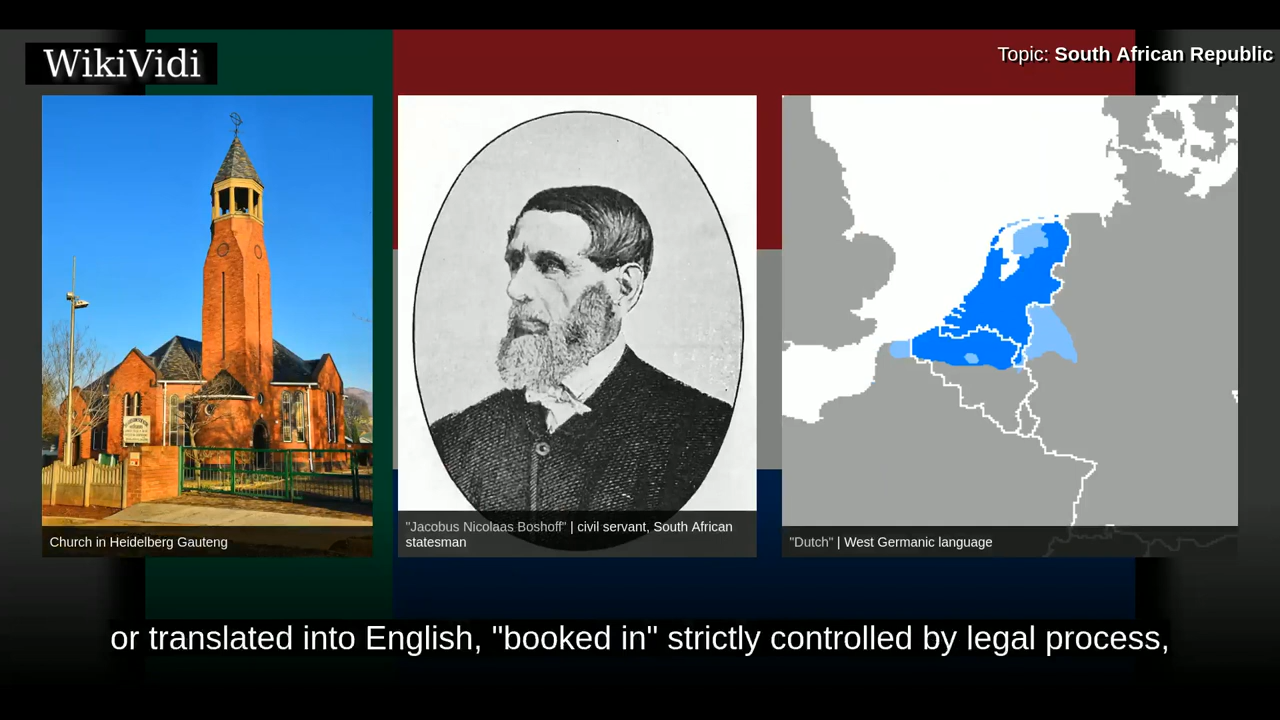 WikiVidi
Topic: South African Republic
Church in Heidelberg Gauteng
"Jacobus Nicolaas Boshoff" | civil servant, South African
statesman
"Dutch" | West Germanic language
or translated into English, "booked in" strictly controlled by legal process,